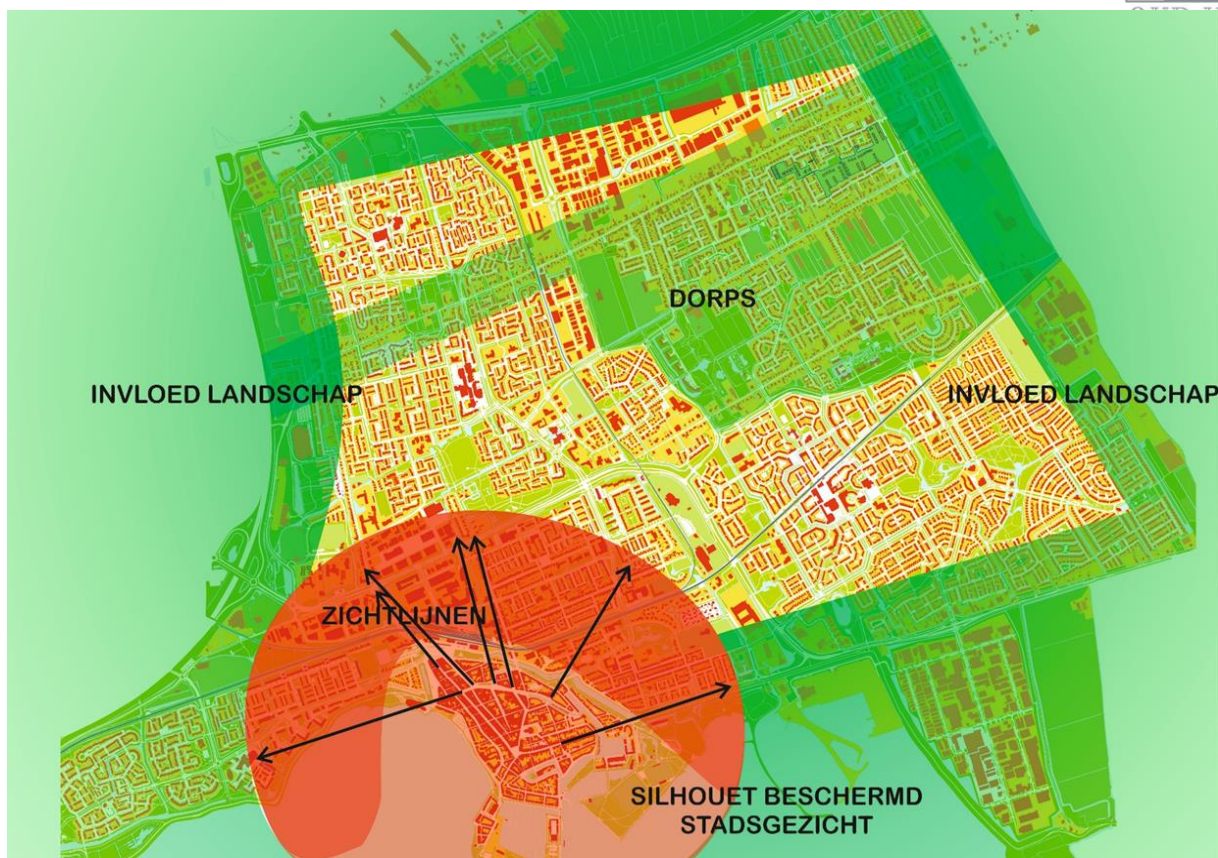 DORPS
INVLOED LANDSCHAP
INVLOED LANDSCHAP
ZICHTLIJNEN
SILHOUET BESCHERMD
STADSGEZICHT